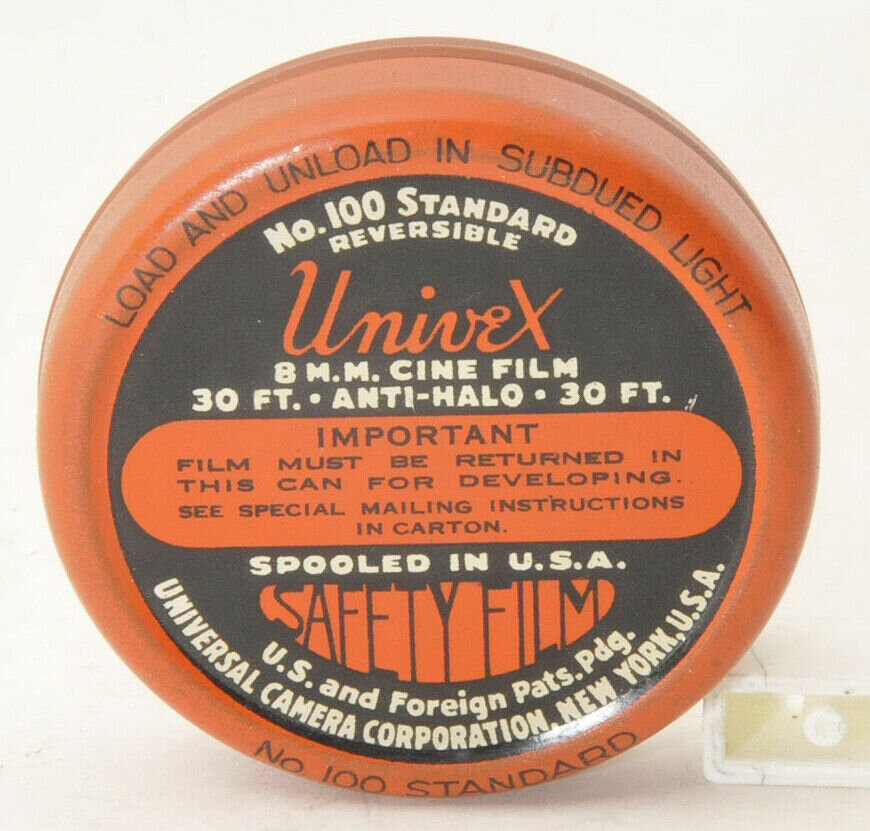 LOAD AND UNLOAD IN SUBDUED LIGHT
No. 100 STANDARD
REVERSIBLE
UnivEX
8 M.M. CINE FILM
30 FT. • ANTI-HALO • 30 FT.
IMPORTANT
FILM MUST BE RETURNED IN
THIS CAN FOR DEVELOPING.
SEE SPECIAL MAILING INSTRUCTIONS
IN CARTON.
SPOOLED IN U.S.A.
SAFETY FILM
U.S. and Foreign Pats. Pdg.
UNIVERSAL CAMERA CORPORATION, NEW YORK, U.S.A.
No. 100 STANDARD